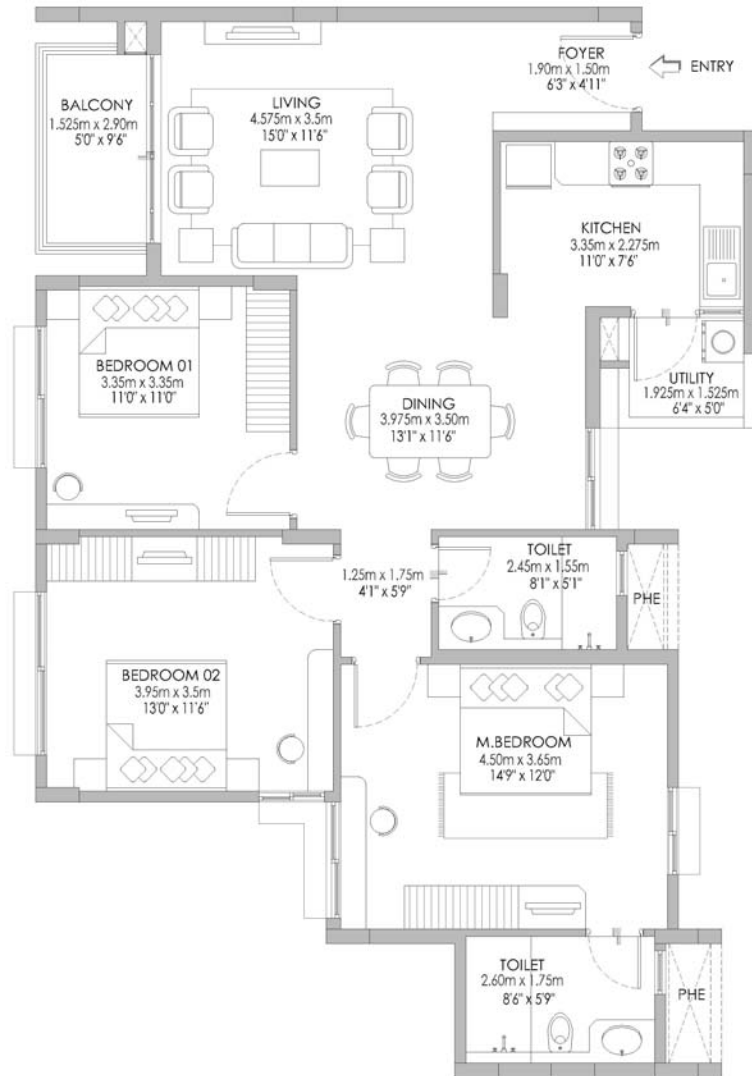 FOYER
1.90m x 1.50m
6'3" x 4'11"
ENTRY
BALCONY
1.525m x 2.90m
5'0" x 9'6"
LIVING
4.575m x 3.5m
15'0" x 11'6"
KITCHEN
3.35m x 2.275m
11'0" x 7'6"
BEDROOM 01
3.35m x 3.35m
11'0" x 11'0"
UTILITY
1.925m x 1.525m
6'4" x 5'0"
DINING
3.975m x 3.50m
13'1" x 11'6"
TOILET
2.45m x 1.55m
8'1" x 5'1"
1.25m x 1.75m
4'1" x 5'9"
PHE
BEDROOM 02
3.95m x 3.5m
13'0" x 11'6"
M.BEDROOM
4.50m x 3.65m
14'9" x 12'0"
TOILET
2.60m x 1.75m
8'6" x 5'9"
PHE